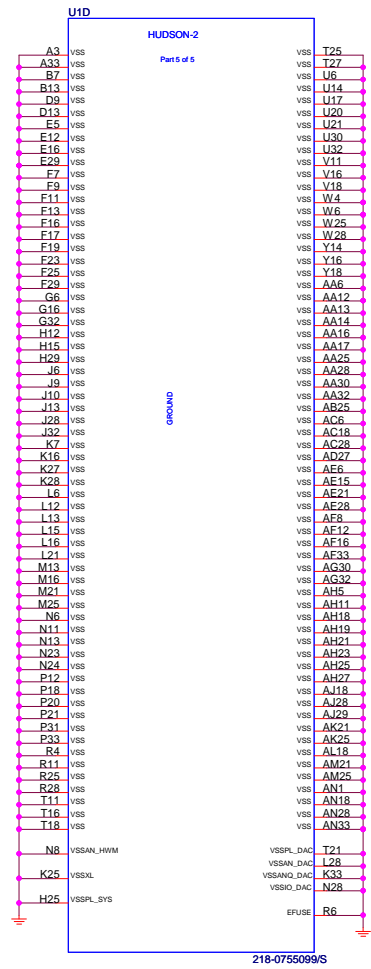 U1D
HUDSON-2
Part 5 of 5
A3 VSS VSS T25
A33 VSS VSS T27
B7 VSS VSS U6
B13 VSS VSS U14
D9 VSS VSS U17
D13 VSS VSS U20
E5 VSS VSS U21
E12 VSS VSS U30
E16 VSS VSS U32
E29 VSS VSS V11
F7 VSS VSS V16
F9 VSS VSS V18
F11 VSS VSS W4
F13 VSS VSS W6
F16 VSS VSS W25
F17 VSS VSS W28
F19 VSS VSS Y14
F23 VSS VSS Y16
F25 VSS VSS Y18
F29 VSS VSS AA6
G6 VSS VSS AA12
G16 VSS VSS AA13
G32 VSS VSS AA14
H12 VSS VSS AA16
H15 VSS VSS AA17
H29 VSS VSS AA25
J6 VSS VSS AA28
J9 VSS VSS AA30
J10 VSS VSS AA32
J13 VSS VSS AB25
J28 VSS VSS AC6
J32 VSS VSS AC18
K7 VSS VSS AC28
K16 VSS VSS AD27
K27 VSS VSS AE6
K28 VSS VSS AE15
L6 VSS VSS AE21
L12 VSS VSS AE28
L13 VSS VSS AF8
L15 VSS VSS AF12
L16 VSS VSS AF16
L21 VSS VSS AF33
M13 VSS VSS AG30
M16 VSS VSS AG32
M21 VSS VSS AH5
M25 VSS VSS AH11
N6 VSS VSS AH18
N11 VSS VSS AH19
N13 VSS VSS AH21
N23 VSS VSS AH23
N24 VSS VSS AH25
P12 VSS VSS AH27
P18 VSS VSS AJ18
P20 VSS VSS AJ28
P21 VSS VSS AJ29
P31 VSS VSS AK21
P33 VSS VSS AK25
R4 VSS VSS AL18
R11 VSS VSS AM21
R25 VSS VSS AM25
R28 VSS VSS AN1
T11 VSS VSS AN18
T16 VSS VSS AN28
T18 VSS VSS AN33
GROUND
N8 VSSAN_HWM VSSPL_DAC T21
VSSAN_DAC L28
K25 VSSXL VSSANQ_DAC K33
VSSIO_DAC N28
H25 VSSPL_SYS
EFUSE R6
218-0755099/S